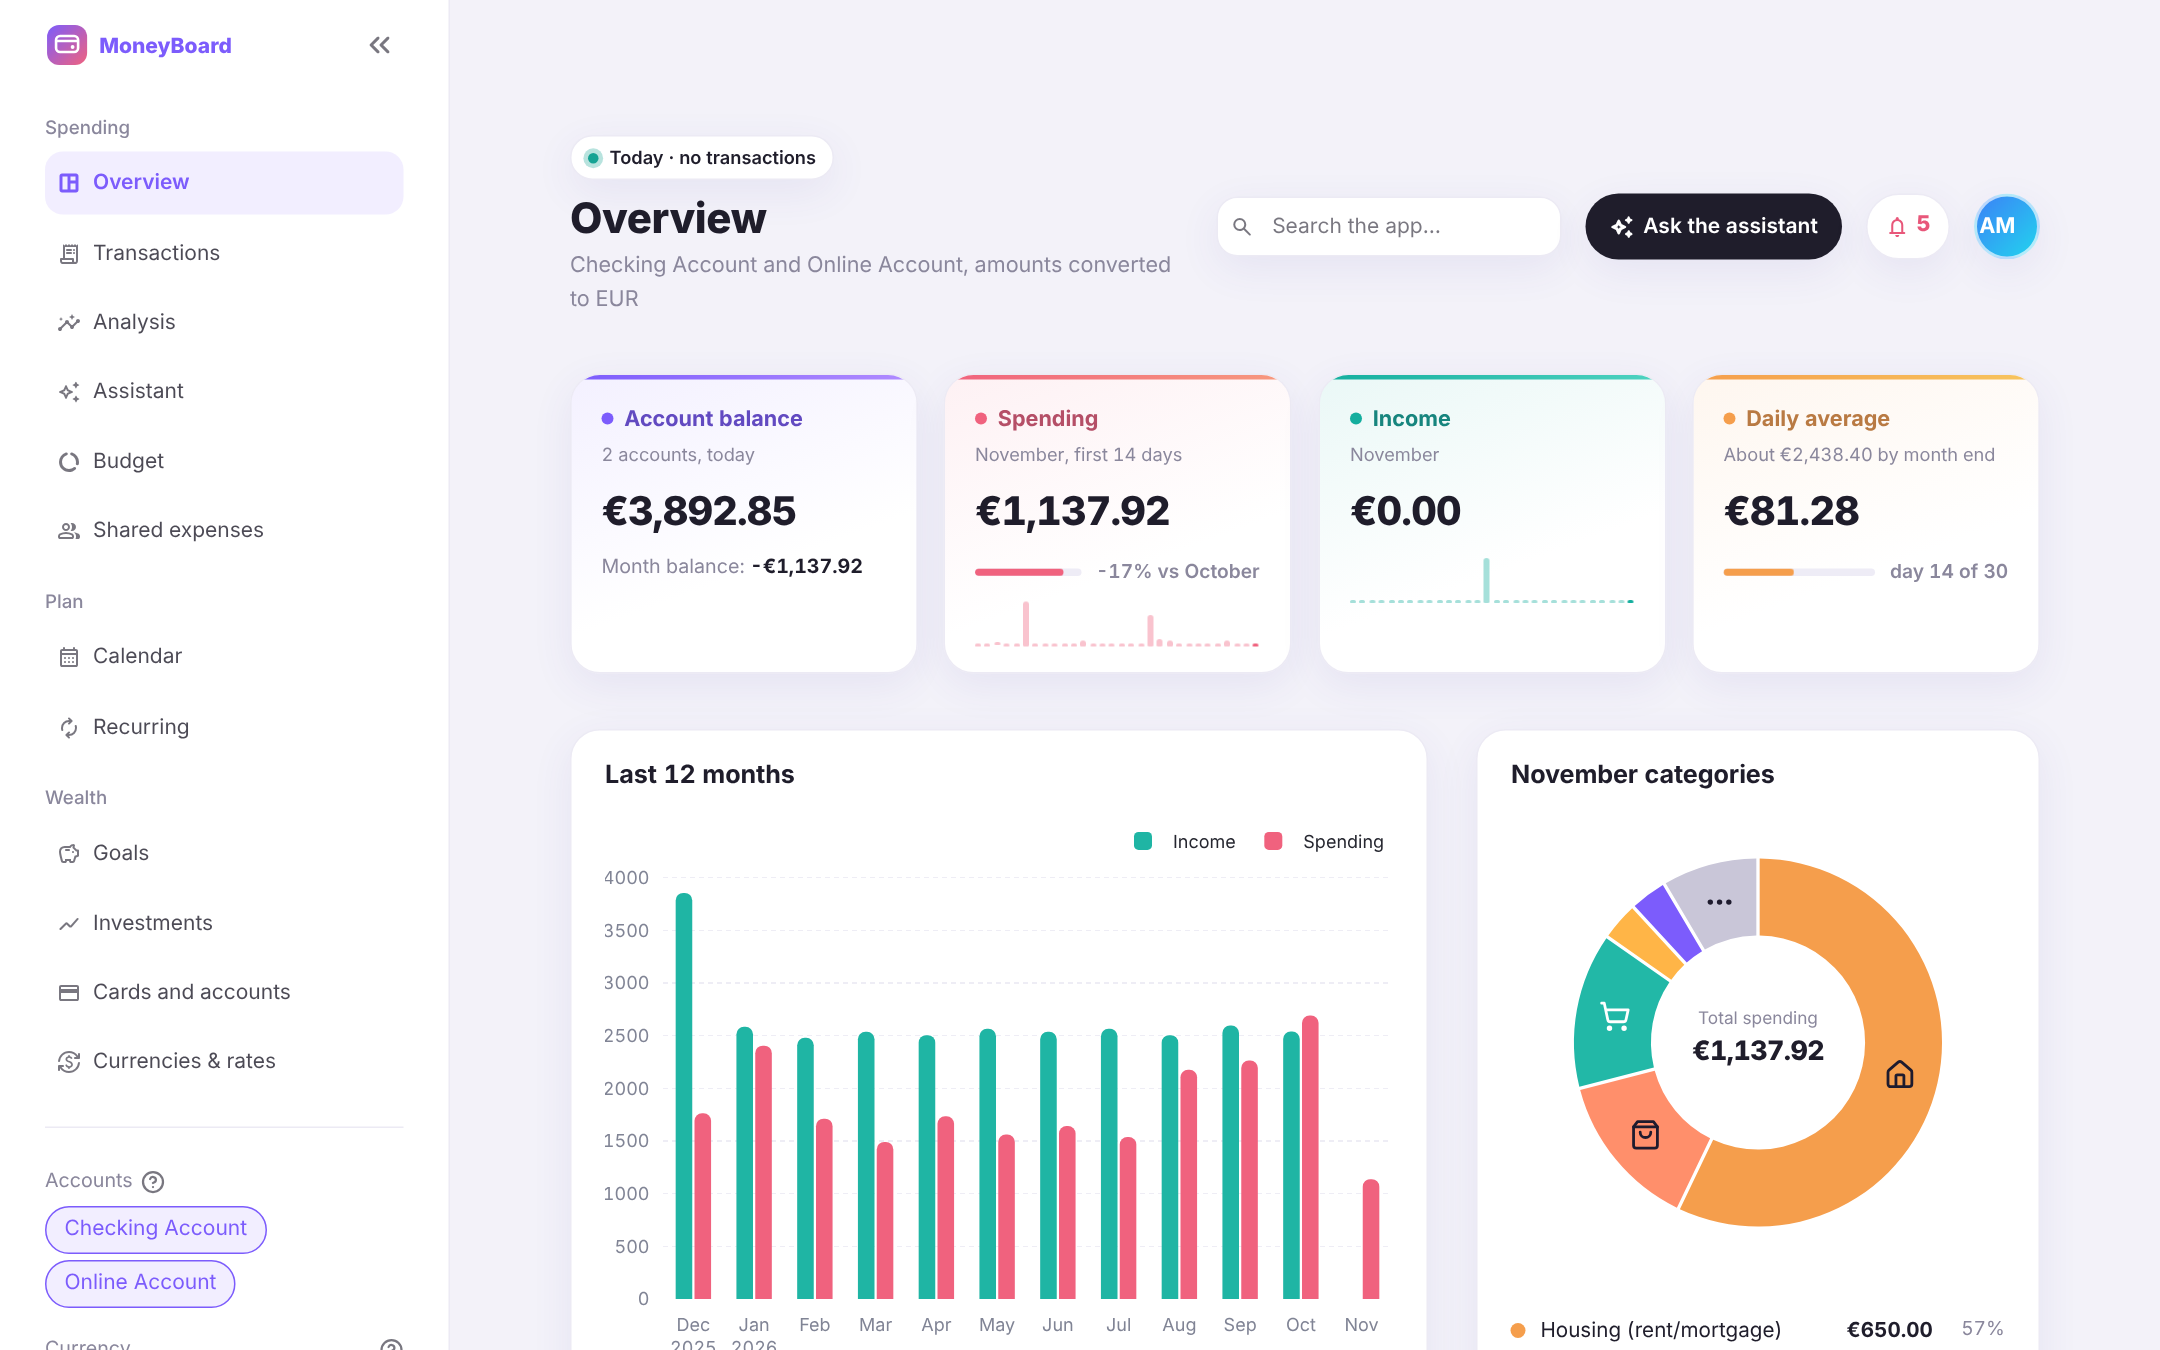 MoneyBoard
Spending
Overview
Transactions
Analysis
Assistant
Budget
Shared expenses
Plan
Calendar
Recurring
Wealth
Goals
Investments
Cards and accounts
Currencies & rates
Accounts
Checking Account
Online Account
Currency
Today · no transactions
Overview
Checking Account and Online Account, amounts converted
to EUR
Search the app...
Ask the assistant
5
AM
Account balance
2 accounts, today
€3,892.85
Month balance: -€1,137.92
Spending
November, first 14 days
€1,137.92
-17% vs October
Income
November
€0.00
Daily average
About €2,438.40 by month end
€81.28
day 14 of 30
Last 12 months
Income Spending
4000
3500
3000
2500
2000
1500
1000
500
0
Dec Jan Feb Mar Apr May Jun Jul Aug Sep Oct Nov
2025 2026
November categories
Total spending
€1,137.92
Housing (rent/mortgage) €650.00 57%